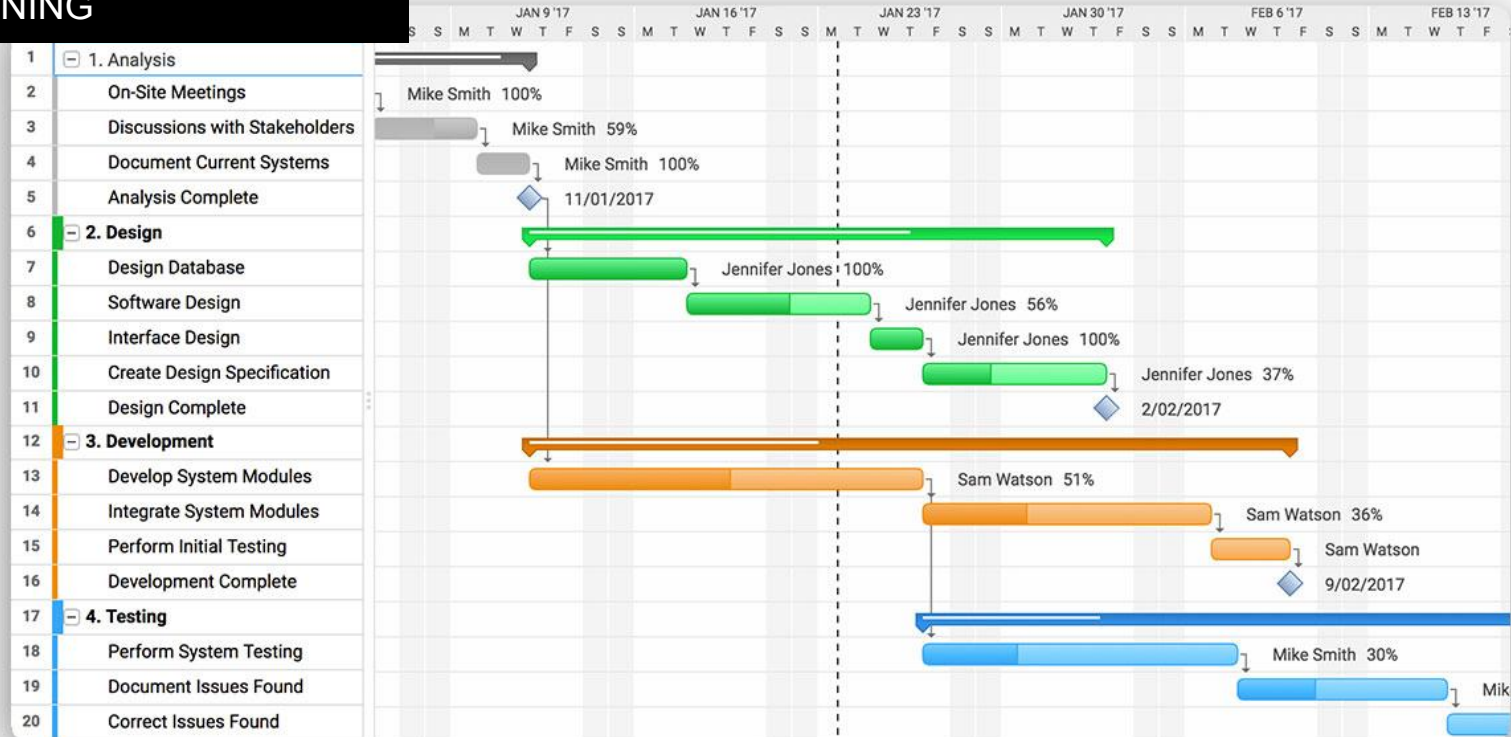 NING
JAN 9 '17 JAN 16 '17 JAN 23 '17 JAN 30 '17 FEB 6 '17 FEB 13 '17
S S M T W T F S S M T W T F S S M T W T F S S M T W T F S S M T W T F S S M T W T F
1 1. Analysis
2 On-Site Meetings Mike Smith 100%
3 Discussions with Stakeholders Mike Smith 59%
4 Document Current Systems Mike Smith 100%
5 Analysis Complete 11/01/2017
6 2. Design
7 Design Database Jennifer Jones 100%
8 Software Design Jennifer Jones 56%
9 Interface Design Jennifer Jones 100%
10 Create Design Specification Jennifer Jones 37%
11 Design Complete 2/02/2017
12 3. Development
13 Develop System Modules Sam Watson 51%
14 Integrate System Modules Sam Watson 36%
15 Perform Initial Testing Sam Watson
16 Development Complete 9/02/2017
17 4. Testing
18 Perform System Testing Mike Smith 30%
19 Document Issues Found Mik
20 Correct Issues Found